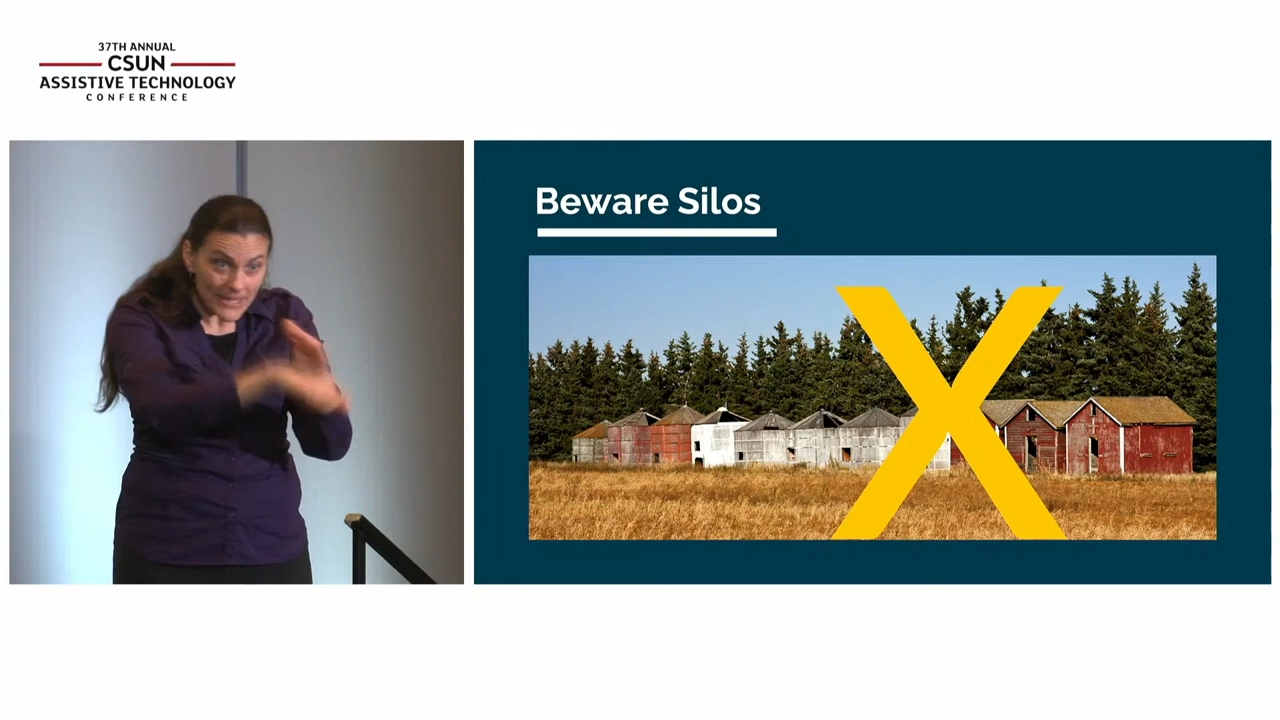 37TH ANNUAL
CSUN
ASSISTIVE TECHNOLOGY
CONFERENCE
Beware Silos
X